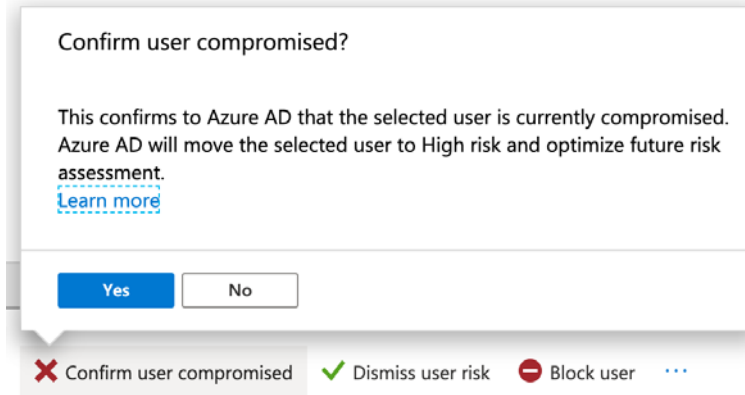 Confirm user compromised?
This confirms to Azure AD that the selected user is currently compromised.
Azure AD will move the selected user to High risk and optimize future risk
assessment.
Learn more
Yes No
Confirm user compromised Dismiss user risk Block user ...